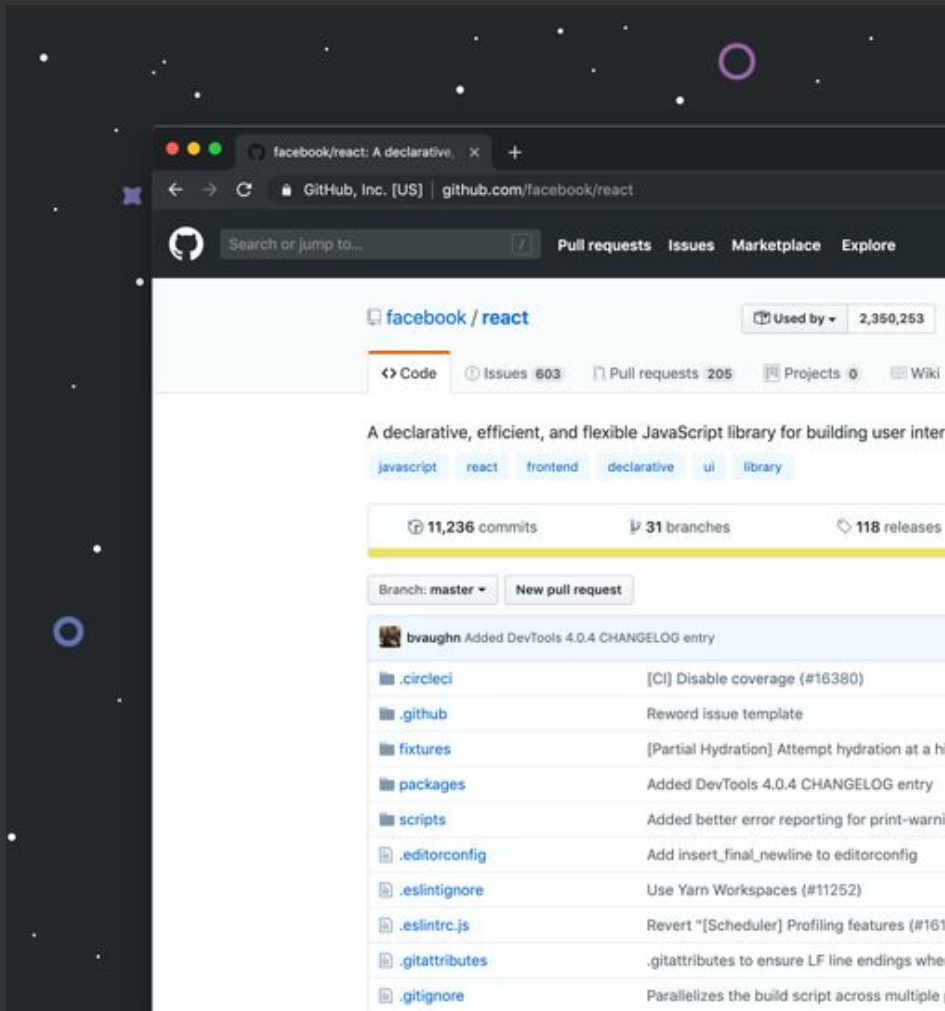 facebook/react: A declarative,
GitHub, Inc. [US] | github.com/facebook/react
Search or jump to... / Pull requests Issues Marketplace Explore
facebook / react Used by 2,350,253
Code Issues 603 Pull requests 205 Projects 0 Wiki
A declarative, efficient, and flexible JavaScript library for building user inter
javascript react frontend declarative ui library
11,236 commits 31 branches 118 releases
Branch: master New pull request
bvaughn Added DevTools 4.0.4 CHANGELOG entry
.circleci [CI] Disable coverage (#16380)
.github Reword issue template
fixtures [Partial Hydration] Attempt hydration at a hi
packages Added DevTools 4.0.4 CHANGELOG entry
scripts Added better error reporting for print-warni
.editorconfig Add insert_final_newline to editorconfig
.eslintignore Use Yarn Workspaces (#11252)
.eslintrc.js Revert "[Scheduler] Profiling features (#161
.gitattributes .gitattributes to ensure LF line endings whe
.gitignore Parallelizes the build script across multiple